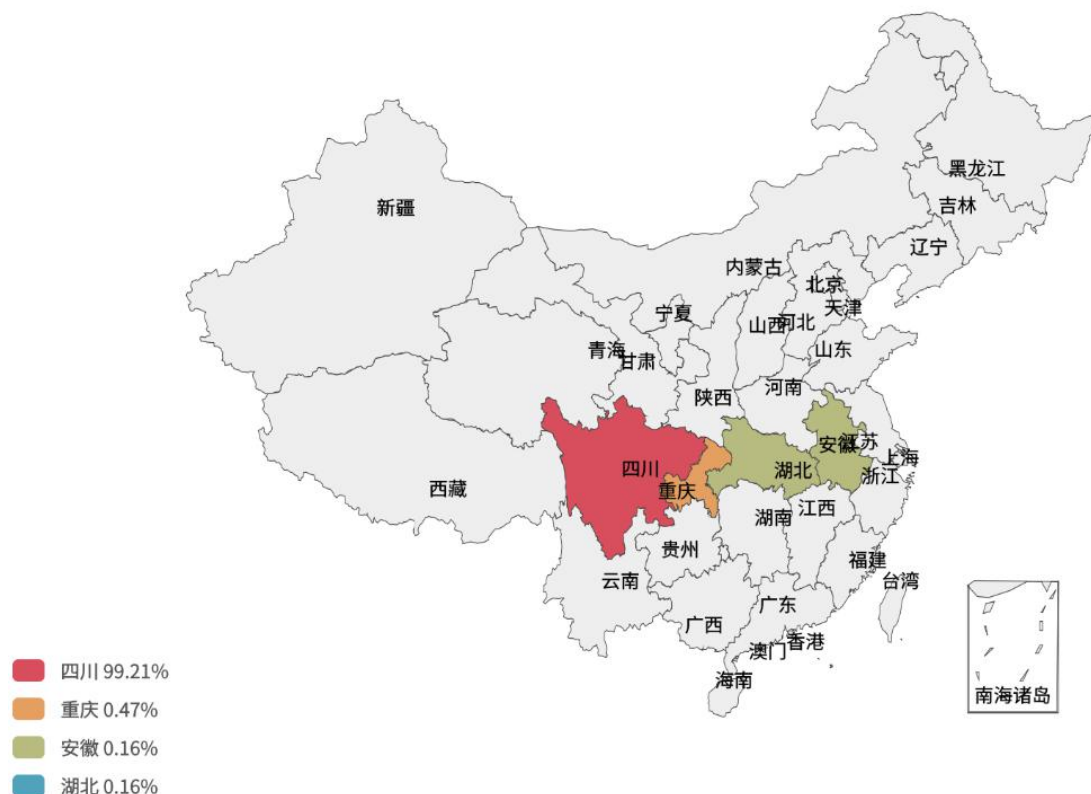 黑龙江
新疆
吉林
辽宁
内蒙古
北京
天津
宁夏
山西
河北
青海
甘肃
山东
河南
陕西
安徽
江苏
上海
四川
湖北
浙江
西藏
重庆
江西
湖南
贵州
福建
云南
台湾
广东
广西
香港
澳门
海南
南海诸岛
四川 99.21%
重庆 0.47%
安徽 0.16%
湖北 0.16%